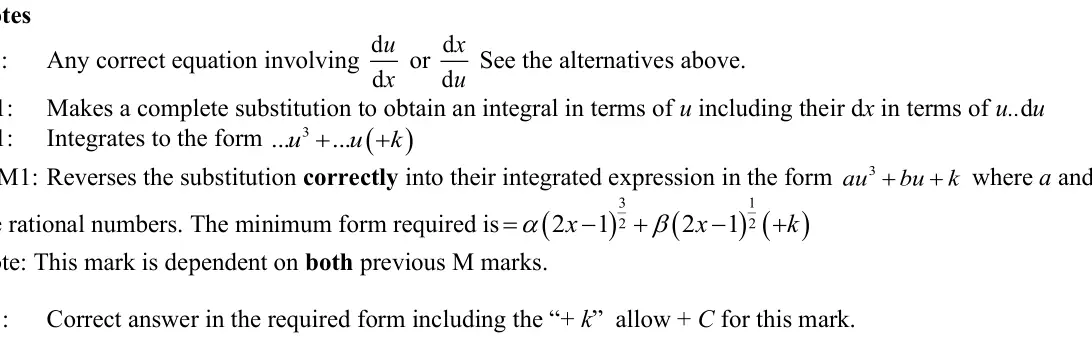 otes
: Any correct equation involving du/dx or dx/du See the alternatives above.
1: Makes a complete substitution to obtain an integral in terms of u including their dx in terms of u..du
1: Integrates to the form ...u³ + ...u(+k)
M1: Reverses the substitution correctly into their integrated expression in the form au³ + bu + k where a and
e rational numbers. The minimum form required is = α(2x − 1)^(3/2) + β(2x − 1)^(1/2) (+k)
ote: This mark is dependent on both previous M marks.
: Correct answer in the required form including the “+ k” allow + C for this mark.